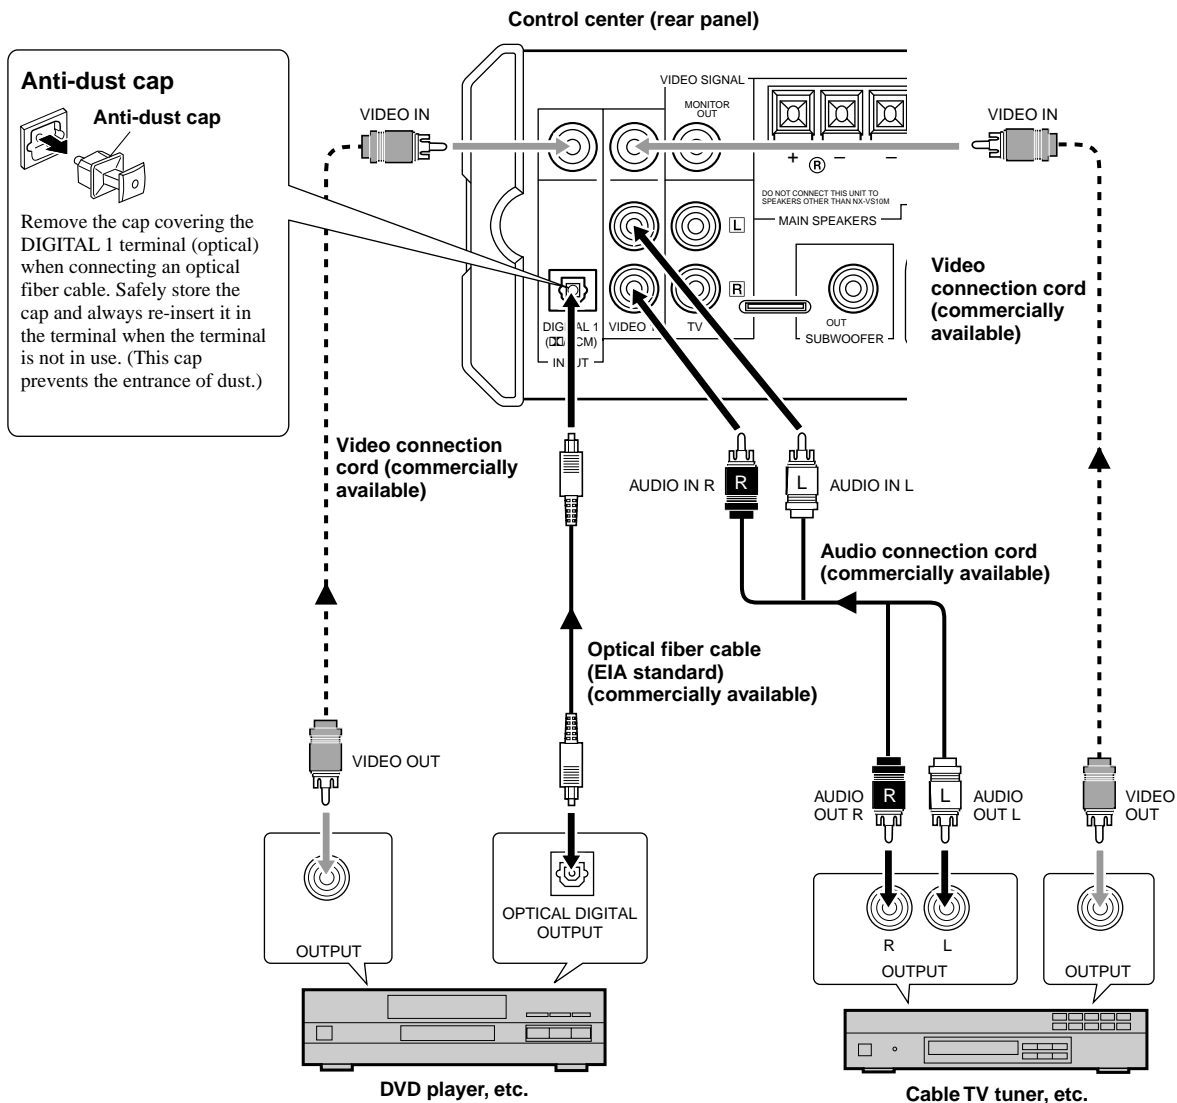 Control center (rear panel)
Anti-dust cap
Anti-dust cap
Remove the cap covering the
DIGITAL 1 terminal (optical)
when connecting an optical
fiber cable. Safely store the
cap and always re-insert it in
the terminal when the terminal
is not in use. (This cap
prevents the entrance of dust.)
VIDEO IN
VIDEO SIGNAL
MONITOR
OUT
VIDEO IN
+ R – –
DO NOT CONNECT THIS UNIT TO
SPEAKERS OTHER THAN NX-VS10M
MAIN SPEAKERS
L
R
VIDEO
TV
OUT
SUBWOOFER
Video
connection cord
(commercially
available)
Video connection
cord (commercially
available)
AUDIO IN R
R
L
AUDIO IN L
Audio connection cord
(commercially available)
Optical fiber cable
(EIA standard)
(commercially available)
VIDEO OUT
AUDIO
OUT R
R
L
AUDIO
OUT L
VIDEO
OUT
OUTPUT
OPTICAL DIGITAL
OUTPUT
R
L
OUTPUT
OUTPUT
DVD player, etc.
Cable TV tuner, etc.